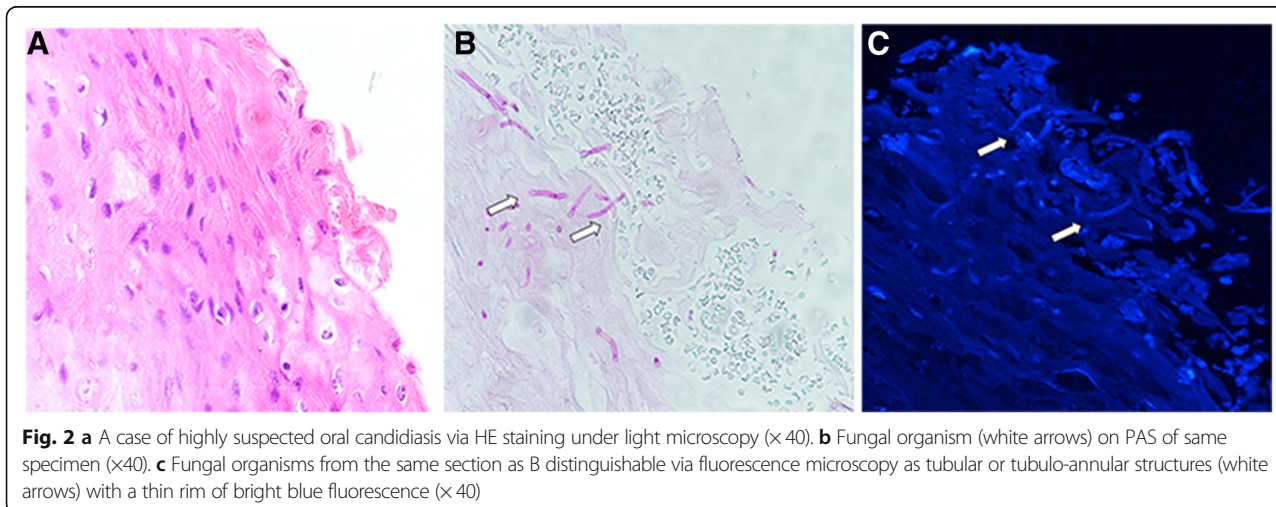 A
B
C
Fig. 2 a A case of highly suspected oral candidiasis via HE staining under light microscopy (× 40). b Fungal organism (white arrows) on PAS of same
specimen (×40). c Fungal organisms from the same section as B distinguishable via fluorescence microscopy as tubular or tubulo-annular structures (white
arrows) with a thin rim of bright blue fluorescence (× 40)